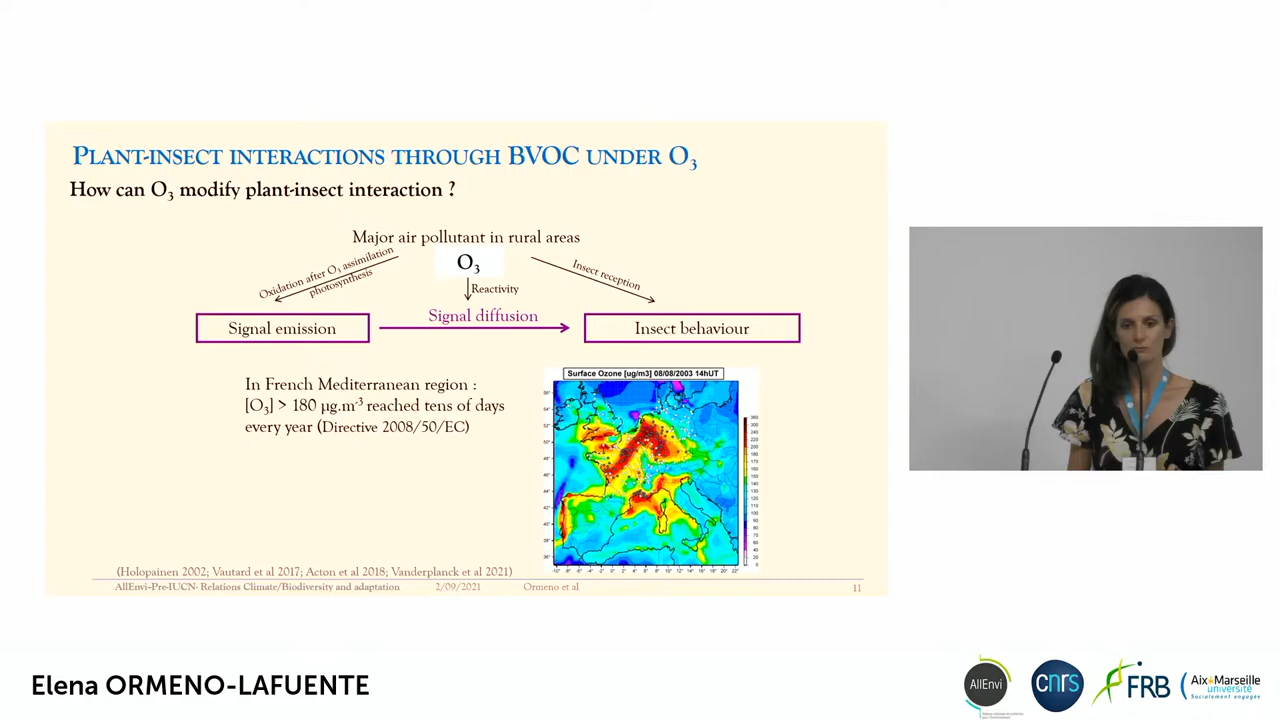 PLANT-INSECT INTERACTIONS THROUGH BVOC UNDER O3
How can O3 modify plant-insect interaction ?
Major air pollutant in rural areas
O3
Oxidation after O3 assimilation
photosynthesis
Reactivity
Insect reception
Signal emission
Signal diffusion
Insect behaviour
In French Mediterranean region :
[O3] > 180 µg.m-3 reached tens of days
every year (Directive 2008/50/EC)
Surface Ozone [ug/m3] 08/08/2003 14hUT
(Holopainen 2002; Vautard et al 2017; Acton et al 2018; Vanderplanck et al 2021)
AllEnvi-Pre-IUCN- Relations Climate/Biodiversity and adaptation 2/09/2021 Ormeno et al 11
Elena ORMENO-LAFUENTE
AllEnvi
cnrs
FRB
Aix Marseille
université
Socialement engagée